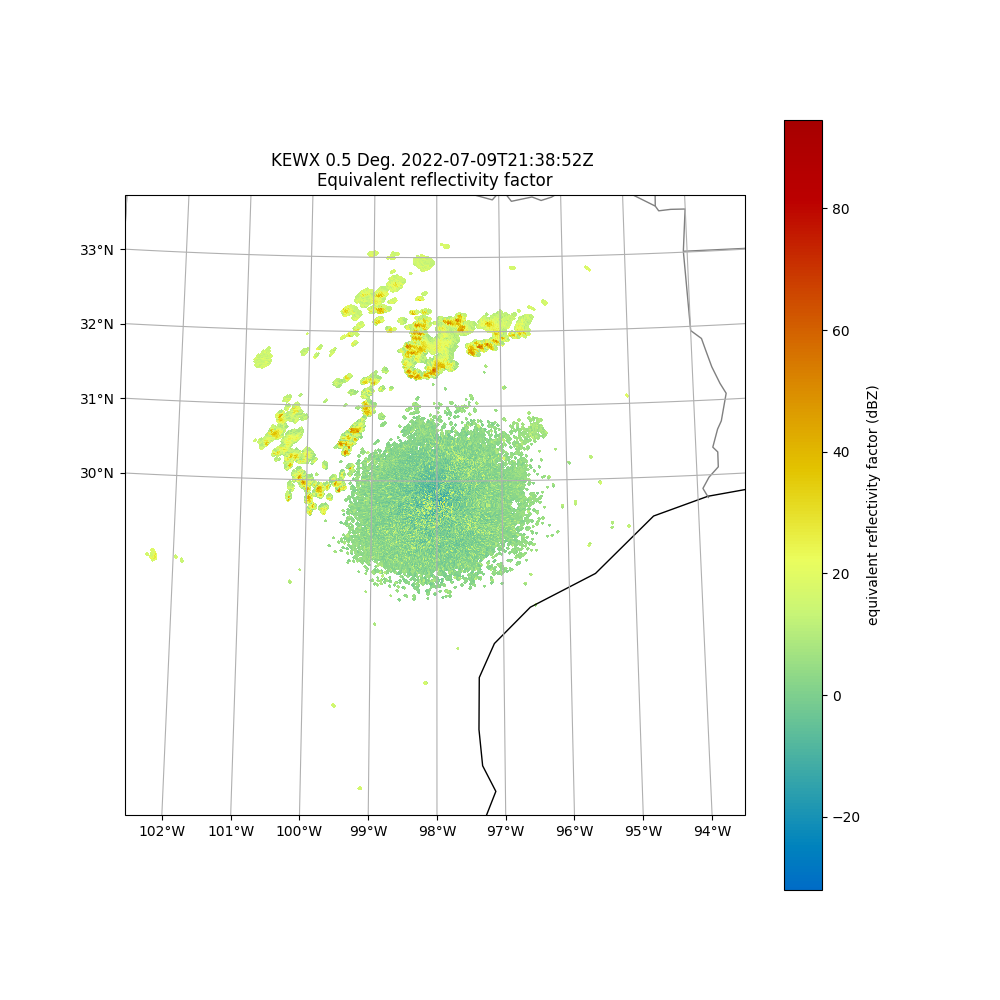 KEWX 0.5 Deg. 2022-07-09T21:38:52Z
Equivalent reflectivity factor
33°N
32°N
31°N
30°N
102°W 101°W 100°W 99°W 98°W 97°W 96°W 95°W 94°W
80
60
40
20
0
−20
equivalent reflectivity factor (dBZ)